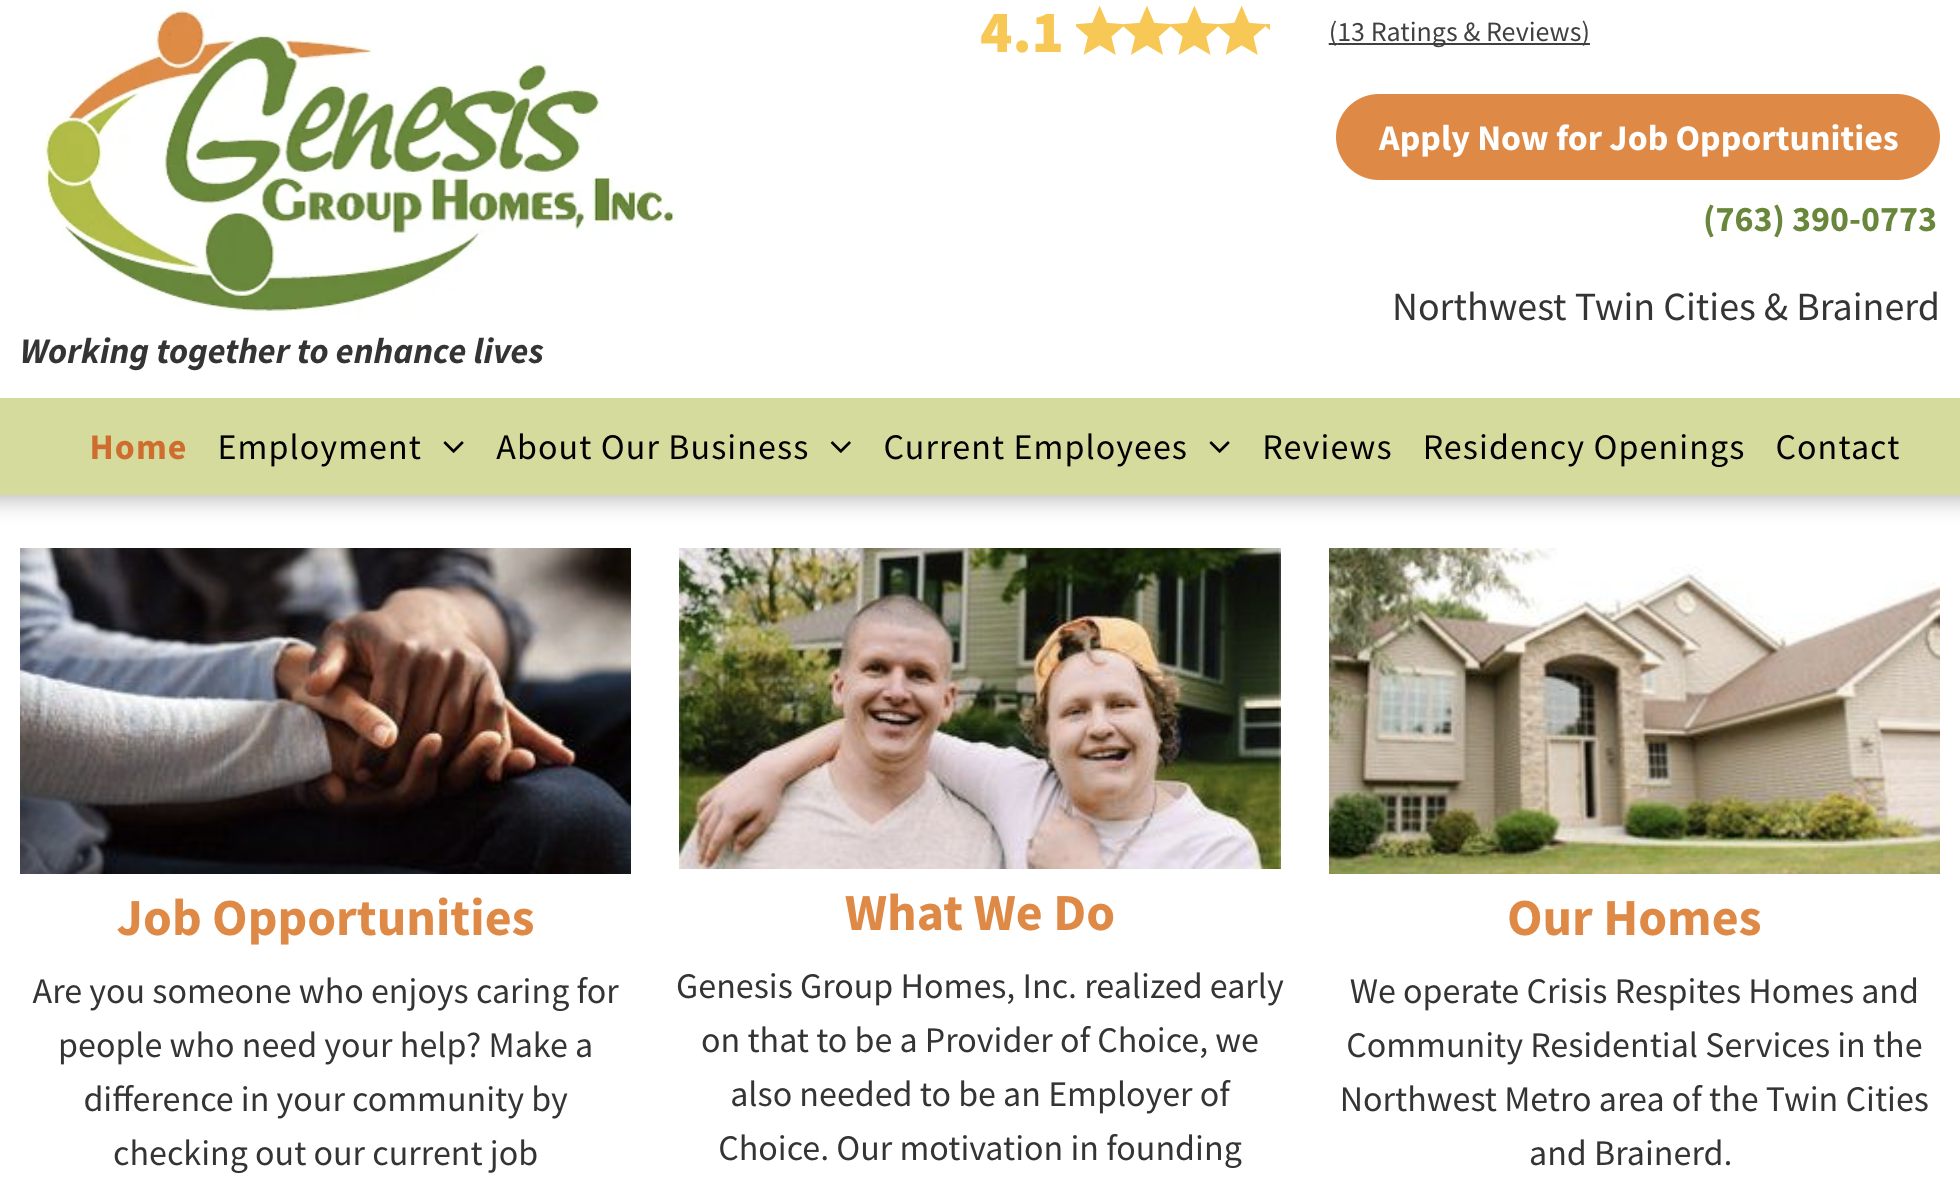 Genesis
Group Homes, Inc.
Working together to enhance lives
4.1
(13 Ratings & Reviews)
Apply Now for Job Opportunities
(763) 390-0773
Northwest Twin Cities & Brainerd
Home Employment About Our Business Current Employees Reviews Residency Openings Contact
Job Opportunities
Are you someone who enjoys caring for
people who need your help? Make a
difference in your community by
checking out our current job
What We Do
Genesis Group Homes, Inc. realized early
on that to be a Provider of Choice, we
also needed to be an Employer of
Choice. Our motivation in founding
Our Homes
We operate Crisis Respites Homes and
Community Residential Services in the
Northwest Metro area of the Twin Cities
and Brainerd.